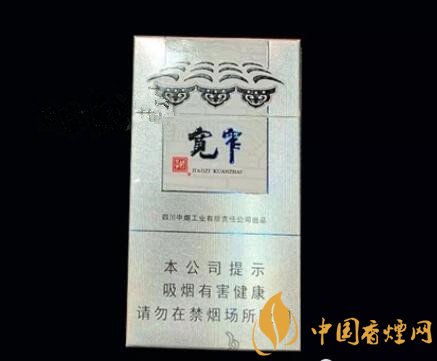 宽窄
JIAOZI KUANZHAI
四川中烟工业有限责任公司出品
本公司提示
吸烟有害健康
请勿在禁烟场所
中国香烟网